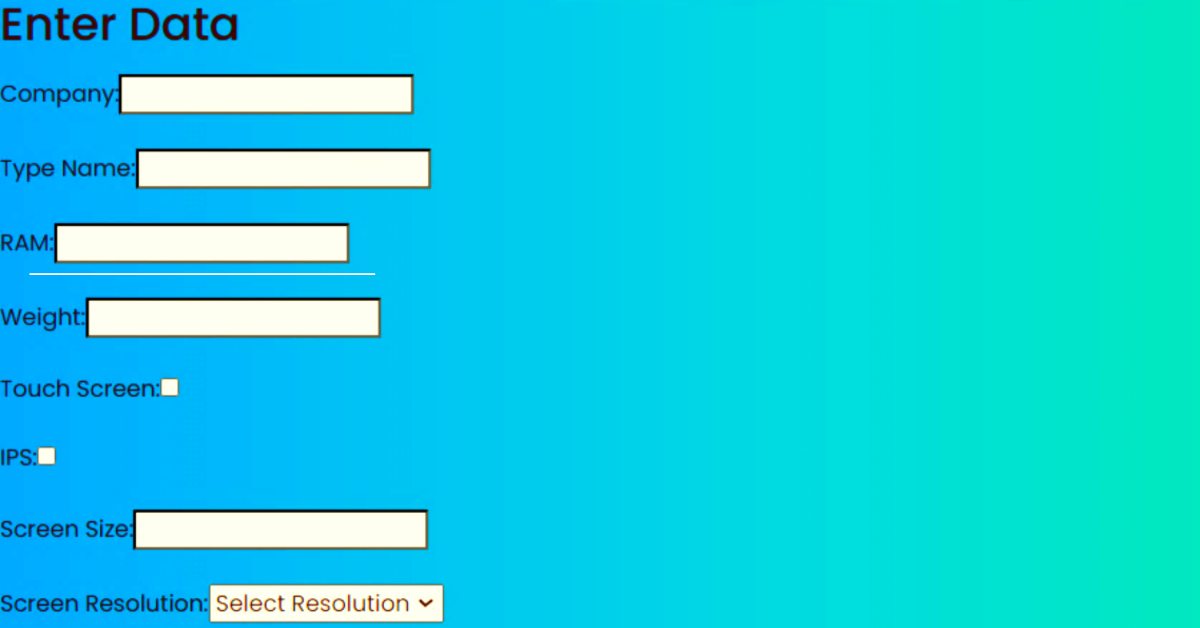 Enter Data
Company:
Type Name:
RAM:
Weight:
Touch Screen:
IPS:
Screen Size:
Screen Resolution: Select Resolution